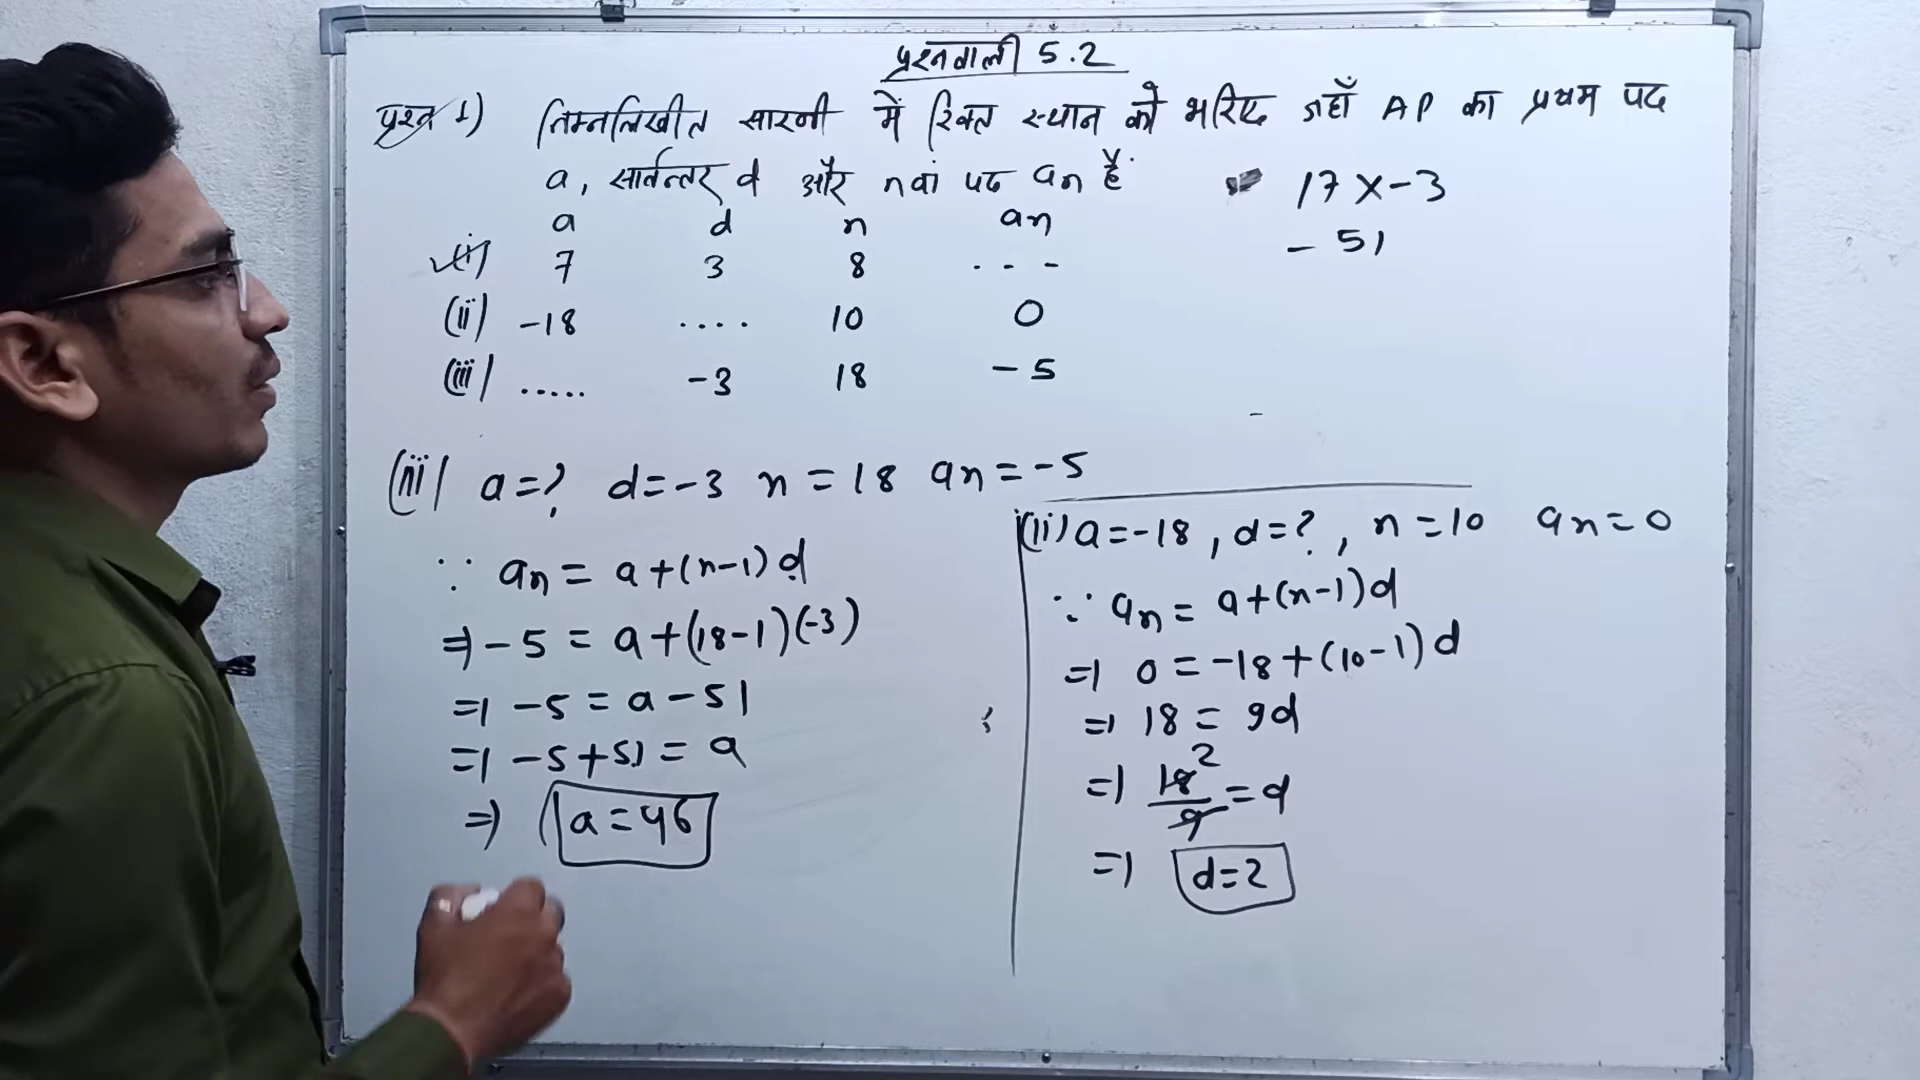 प्रश्नवाली 5.2
प्रश्न 1) निम्नलिखीत सारणी में रिक्त स्थान को भरिए जहाँ AP का प्रथम पद
a, सार्वन्तर d और nवां पद an है.
a d n an
(i) 7 3 8 ---
(ii) -18 .... 10 0
(iii) ..... -3 18 -5
17 x -3
- 51
(iii) a=? d=-3 n=18 an=-5
∵ an = a+(n-1)d
⇒ -5 = a+(18-1)(-3)
⇒ -5 = a-51
⇒ -5+51 = a
⇒ a=46
(ii) a=-18, d=?, n=10 an=0
∵ an = a+(n-1)d
⇒ 0 = -18+(10-1)d
⇒ 18 = 9d
⇒ 18/9 = d 2
⇒ d=2